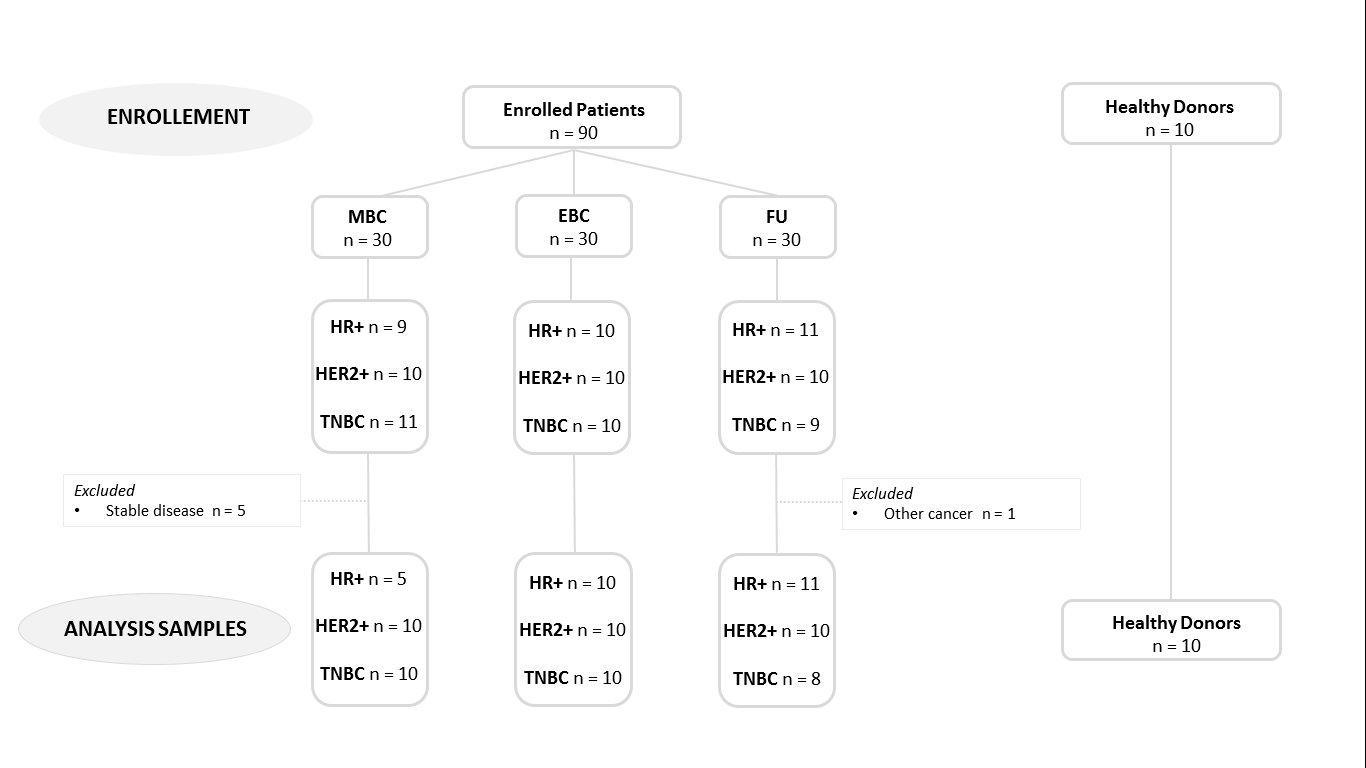 ENROLLEMENT
Enrolled Patients
n = 90
Healthy Donors
n = 10
MBC
n = 30
EBC
n = 30
FU
n = 30
HR+ n = 9
HER2+ n = 10
TNBC n = 11
HR+ n = 10
HER2+ n = 10
TNBC n = 10
HR+ n = 11
HER2+ n = 10
TNBC n = 9
Excluded
• Stable disease n = 5
Excluded
• Other cancer n = 1
ANALYSIS SAMPLES
HR+ n = 5
HER2+ n = 10
TNBC n = 10
HR+ n = 10
HER2+ n = 10
TNBC n = 10
HR+ n = 11
HER2+ n = 10
TNBC n = 8
Healthy Donors
n = 10